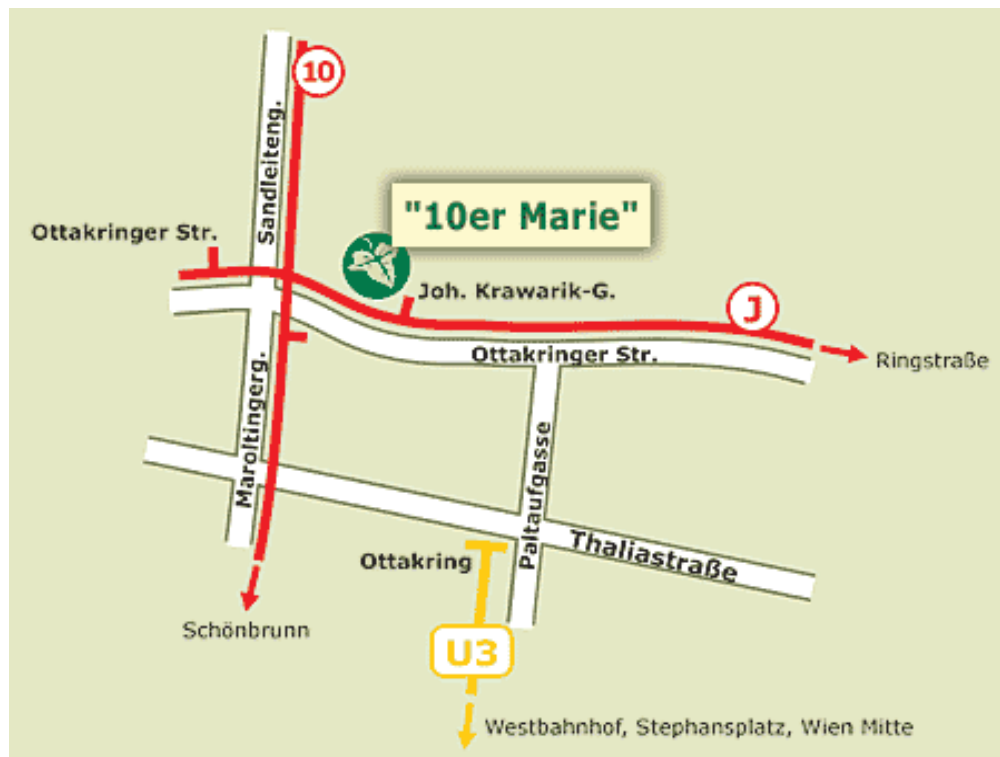 10
Sandleiteng.
"10er Marie"
Ottakringer Str.
Joh. Krawarik-G.
J
Ottakringer Str.
Ringstraße
Maroltingerg.
Paltaufgasse
Thaliastraße
Ottakring
Schönbrunn
U3
Westbahnhof, Stephansplatz, Wien Mitte